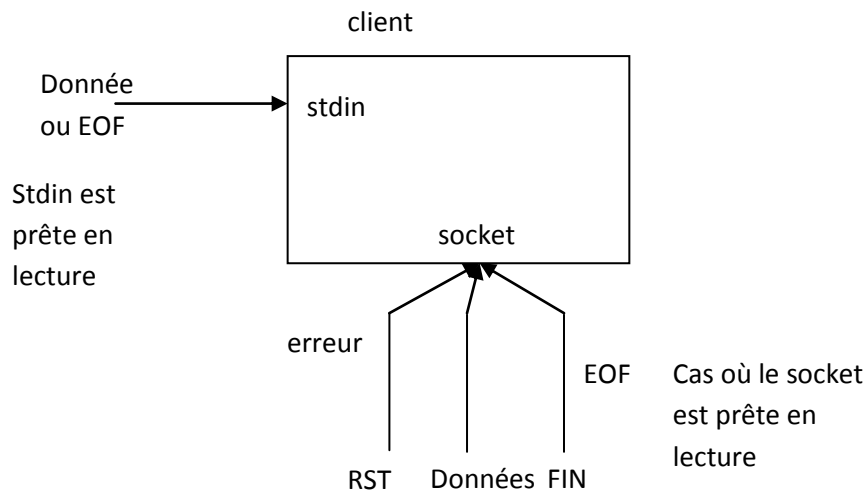 client
Donnée
ou EOF
stdin
Stdin est
prête en
lecture
socket
erreur
EOF
Cas où le socket
est prête en
lecture
RST
Données
FIN